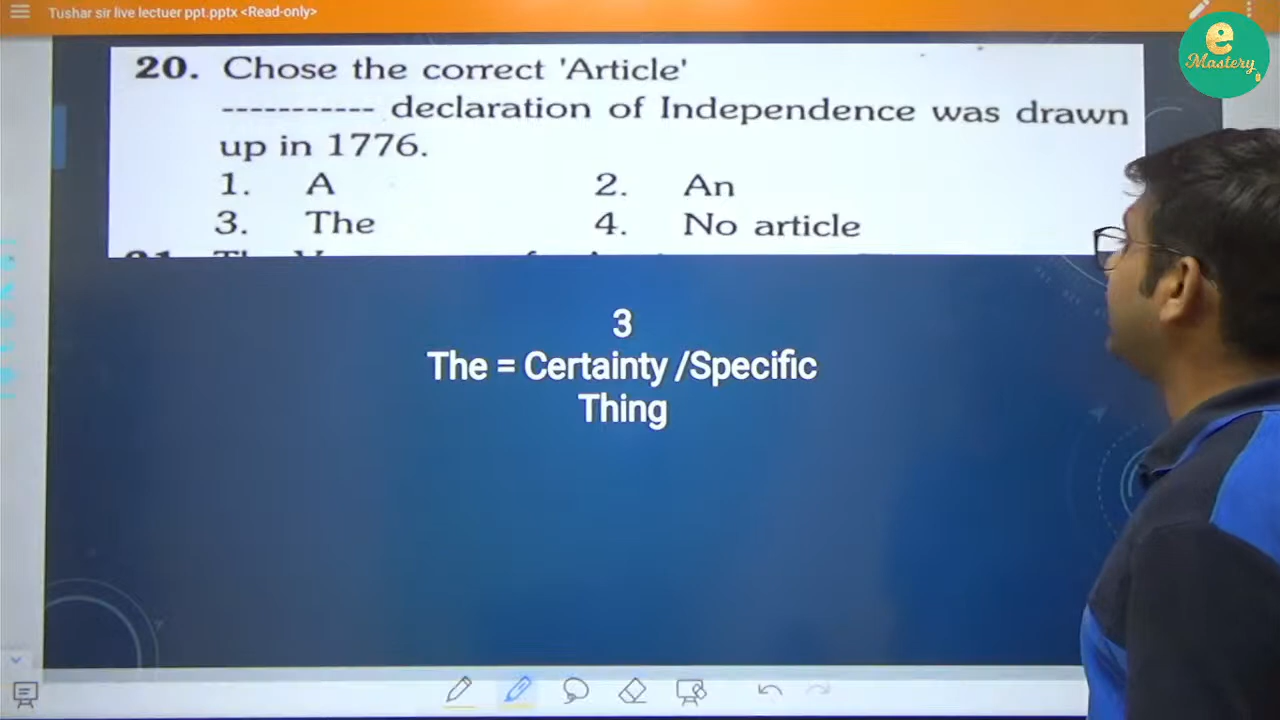 Tushar sir live lectuer ppt.pptx <Read-only>
e
Mastery
20. Chose the correct 'Article'
----------- declaration of Independence was drawn
up in 1776.
1. A 2. An
3. The 4. No article
3
The = Certainty /Specific
Thing